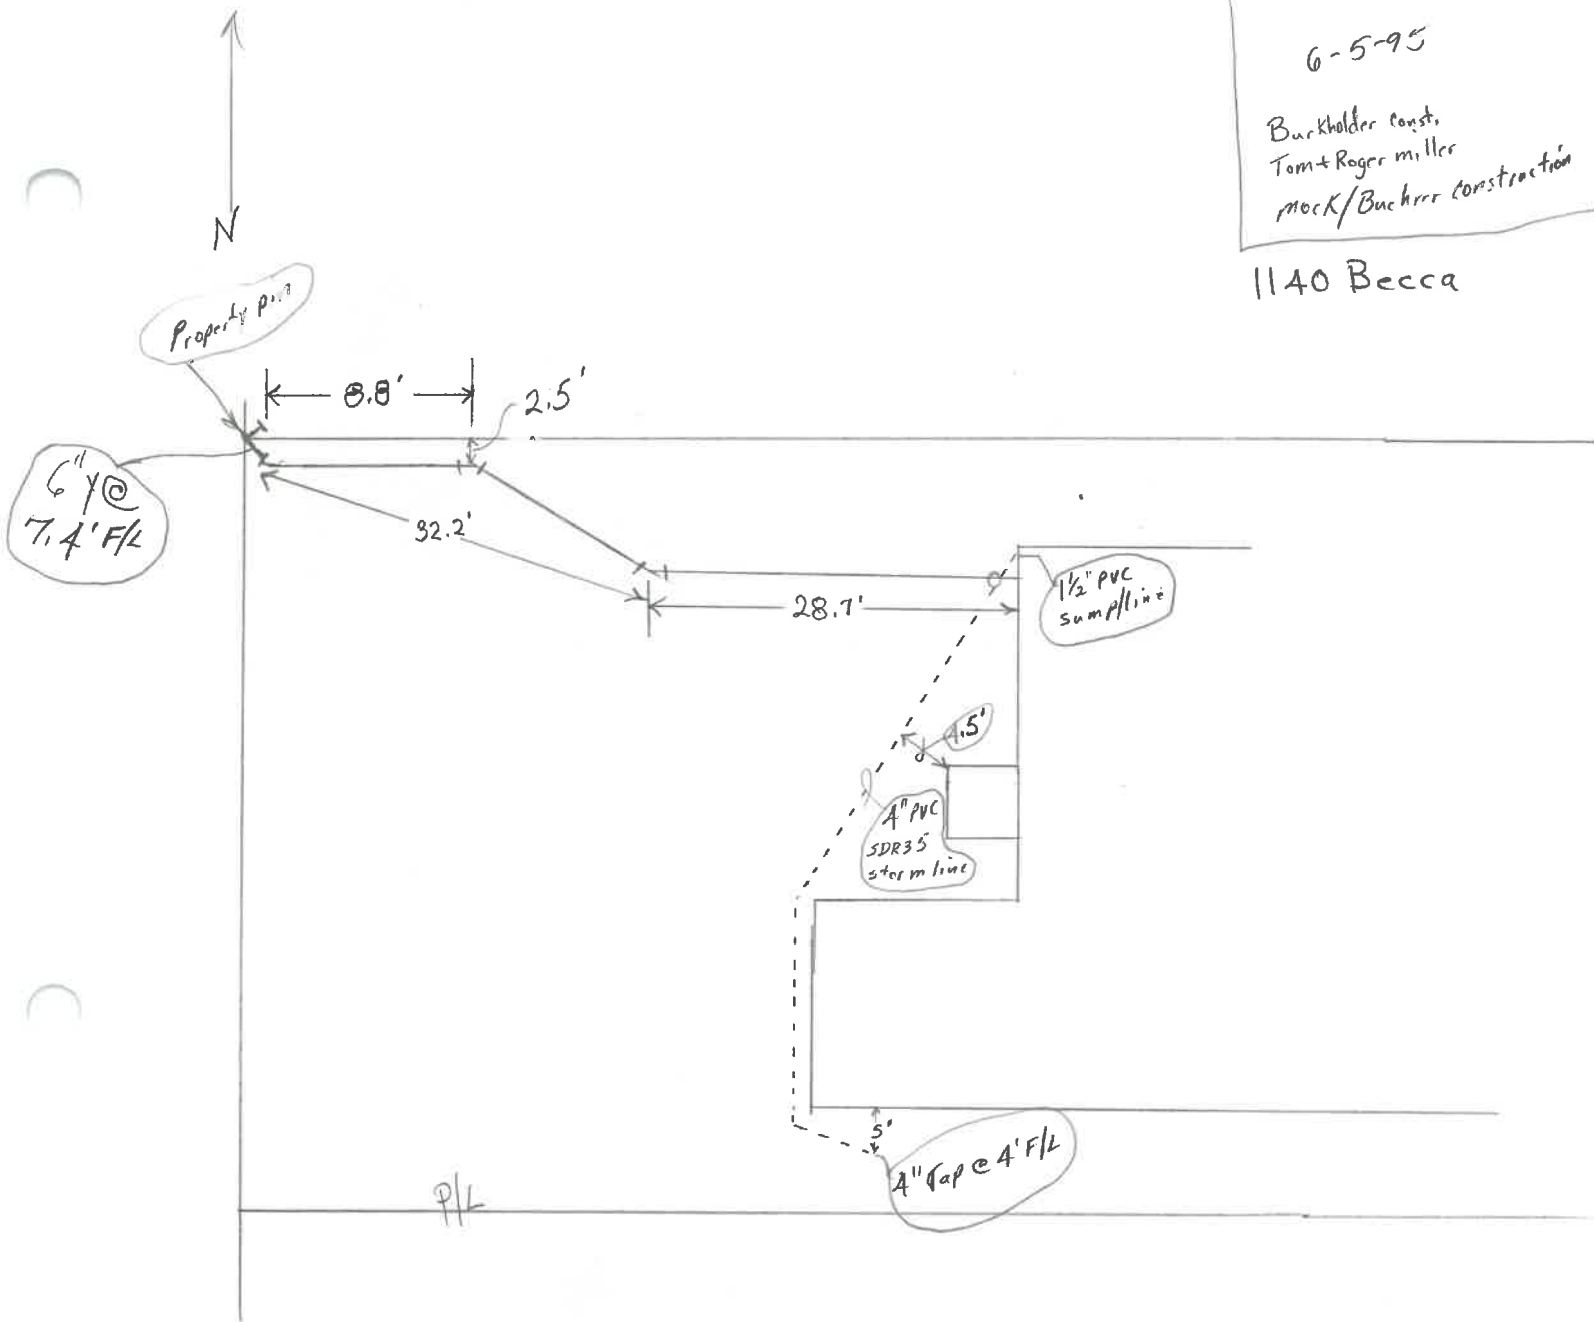 6-5-95
Burkholder const.
Tom + Roger miller
mock/Buehrer construction
1140 Becca
N
Property pin
8.8'
2.5'
6" Y @
7.4' F/L
32.2'
28.7'
1½" PVC
sump/line
4.5'
4" PVC
SDR35
storm line
5'
4" Tap @ 4' F/L
P/L